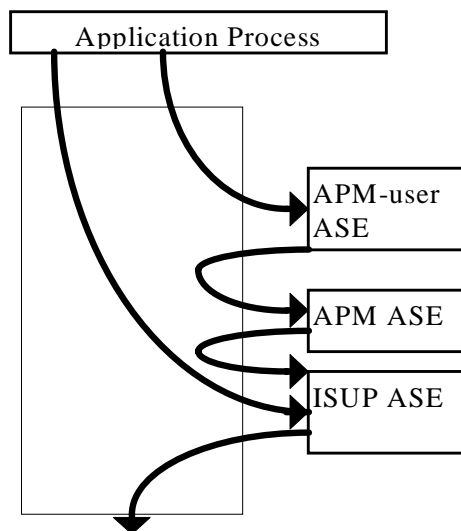 Application Process
APM-user
ASE
APM ASE
ISUP ASE